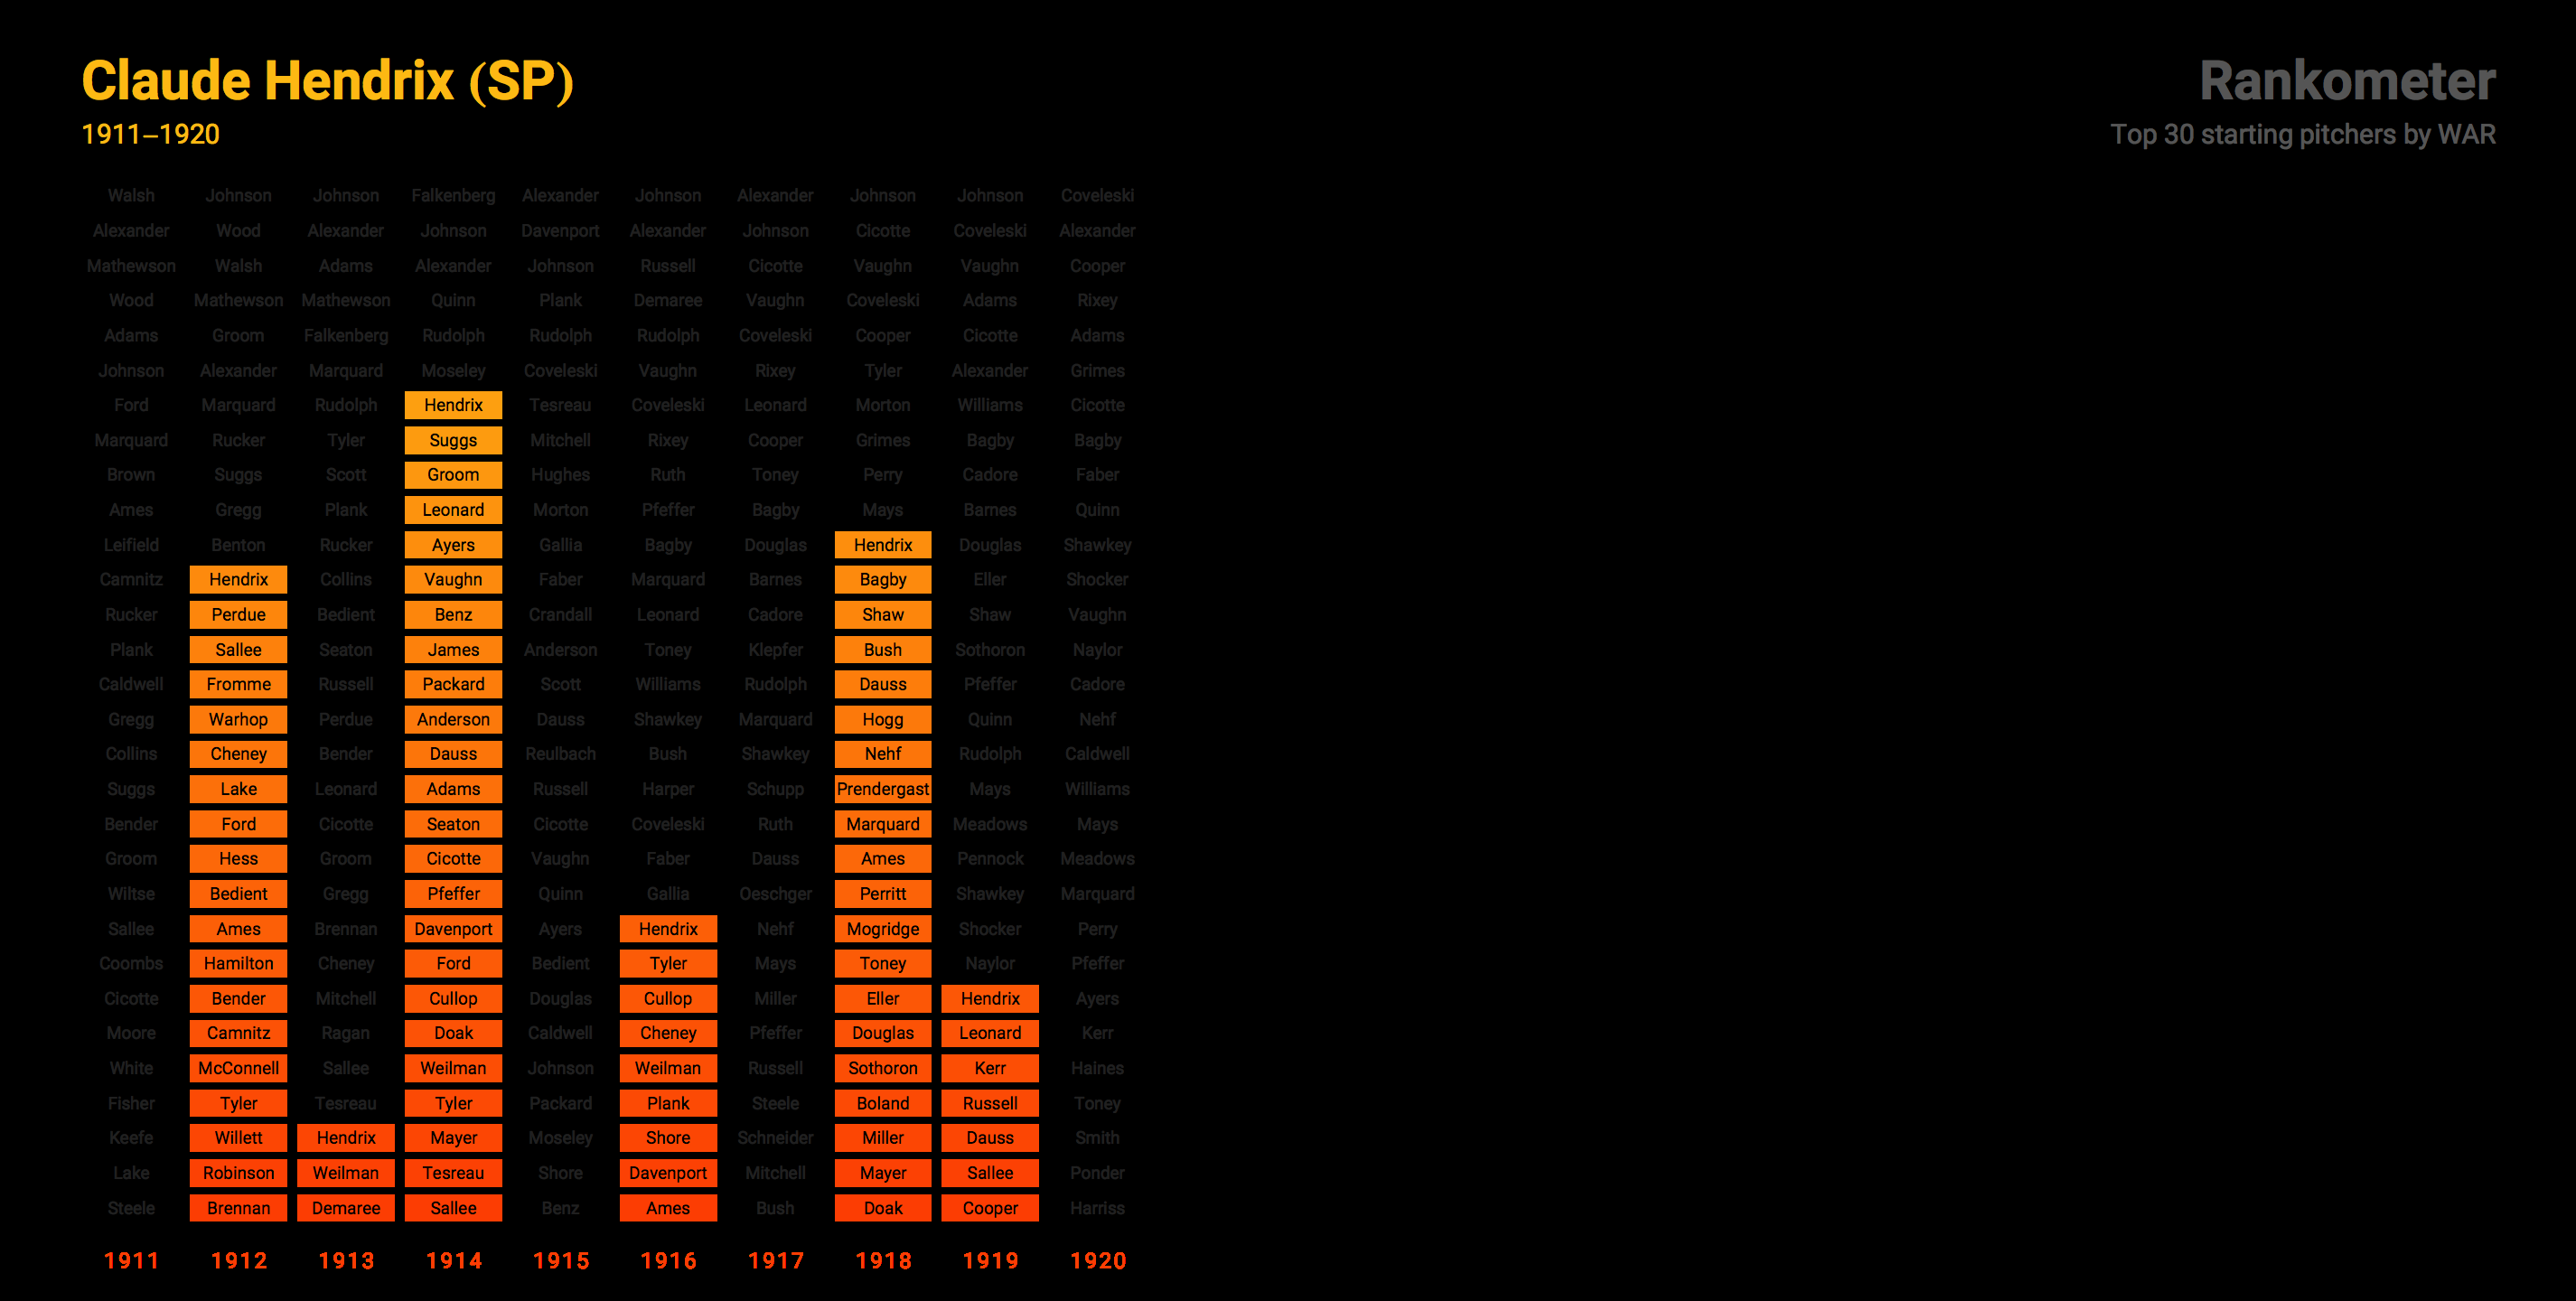 Claude Hendrix (SP)
1911–1920
Rankometer
Top 30 starting pitchers by WAR
Walsh Johnson Johnson Falkenberg Alexander Johnson Alexander Johnson Johnson Coveleski
Alexander Wood Alexander Johnson Davenport Alexander Johnson Cicotte Coveleski Alexander
Mathewson Walsh Adams Alexander Johnson Russell Cicotte Vaughn Vaughn Cooper
Wood Mathewson Mathewson Quinn Plank Demaree Vaughn Coveleski Adams Rixey
Adams Groom Falkenberg Rudolph Rudolph Rudolph Coveleski Cooper Cicotte Adams
Johnson Alexander Marquard Moseley Coveleski Vaughn Rixey Tyler Alexander Grimes
Ford Marquard Rudolph Hendrix Tesreau Coveleski Leonard Morton Williams Cicotte
Marquard Rucker Tyler Suggs Mitchell Rixey Cooper Grimes Bagby Bagby
Brown Suggs Scott Groom Hughes Ruth Toney Perry Cadore Faber
Ames Gregg Plank Leonard Morton Pfeffer Bagby Mays Barnes Quinn
Leifield Benton Rucker Ayers Gallia Bagby Douglas Hendrix Douglas Shawkey
Camnitz Hendrix Collins Vaughn Faber Marquard Barnes Bagby Eller Shocker
Rucker Perdue Bedient Benz Crandall Leonard Cadore Shaw Shaw Vaughn
Plank Sallee Seaton James Anderson Toney Klepfer Bush Sothoron Naylor
Caldwell Fromme Russell Packard Scott Williams Rudolph Dauss Pfeffer Cadore
Gregg Warhop Perdue Anderson Dauss Shawkey Marquard Hogg Quinn Nehf
Collins Cheney Bender Dauss Reulbach Bush Shawkey Nehf Rudolph Caldwell
Suggs Lake Leonard Adams Russell Harper Schupp Prendergast Mays Williams
Bender Ford Cicotte Seaton Cicotte Coveleski Ruth Marquard Meadows Mays
Groom Hess Groom Cicotte Vaughn Faber Dauss Ames Pennock Meadows
Wiltse Bedient Gregg Pfeffer Quinn Gallia Oeschger Perritt Shawkey Marquard
Sallee Ames Brennan Davenport Ayers Hendrix Nehf Mogridge Shocker Perry
Coombs Hamilton Cheney Ford Bedient Tyler Mays Toney Naylor Pfeffer
Cicotte Bender Mitchell Cullop Douglas Cullop Miller Eller Hendrix Ayers
Moore Camnitz Ragan Doak Caldwell Cheney Pfeffer Douglas Leonard Kerr
White McConnell Sallee Weilman Johnson Weilman Russell Sothoron Kerr Haines
Fisher Tyler Tesreau Tyler Packard Plank Steele Boland Russell Toney
Keefe Willett Hendrix Mayer Moseley Shore Schneider Miller Dauss Smith
Lake Robinson Weilman Tesreau Shore Davenport Mitchell Mayer Sallee Ponder
Steele Brennan Demaree Sallee Benz Ames Bush Doak Cooper Harriss
1911 1912 1913 1914 1915 1916 1917 1918 1919 1920